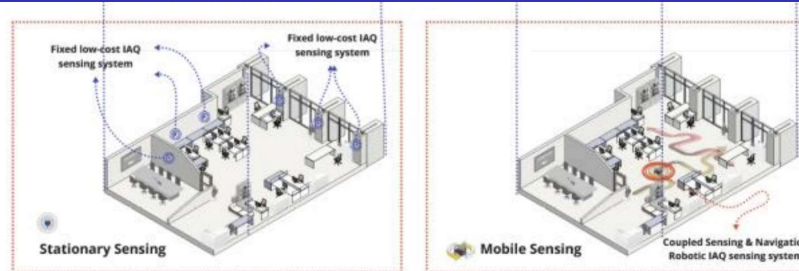 Fixed low-cost IAQ
sensing system
Fixed low-cost IAQ
sensing system
Stationary Sensing
Mobile Sensing
Coupled Sensing & Navigatio
Robotic IAQ sensing system